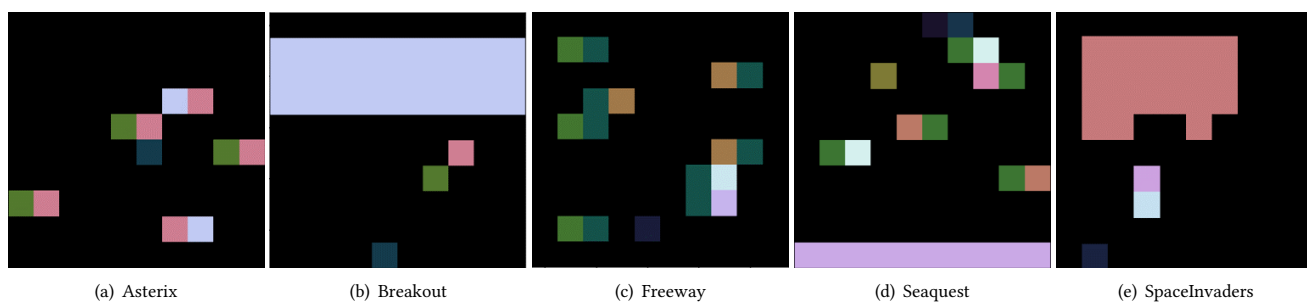 (a) Asterix
(b) Breakout
(c) Freeway
(d) Seaquest
(e) SpaceInvaders